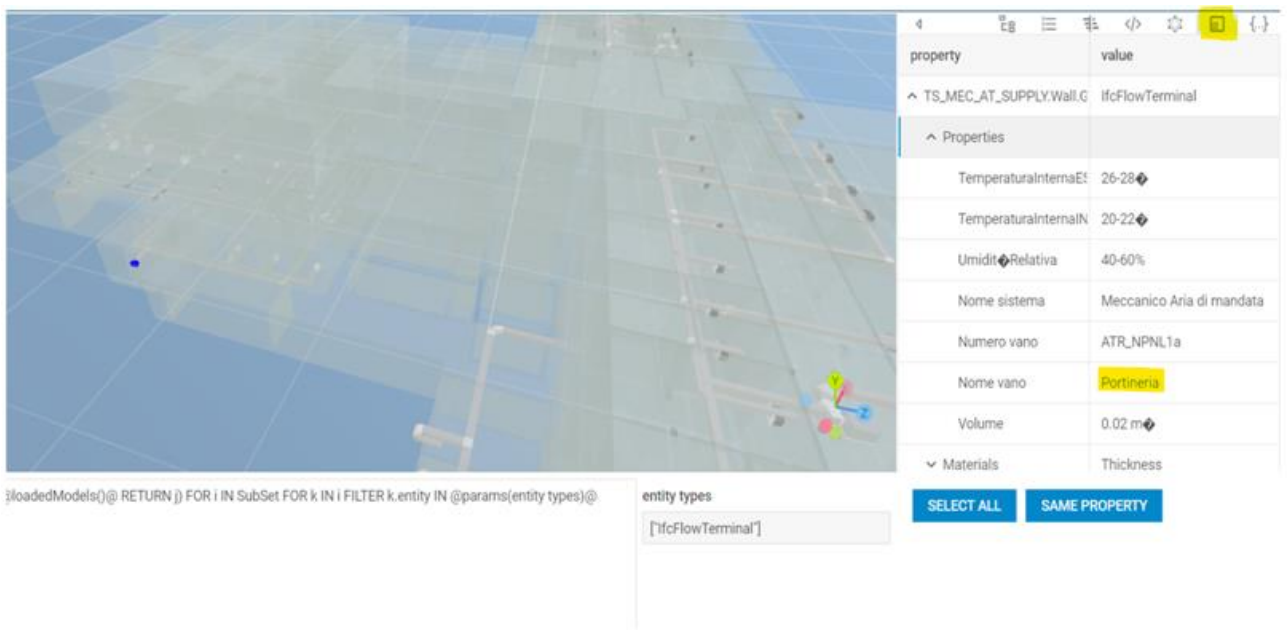 property value
TS_MEC_AT_SUPPLY.Wall.G IfcFlowTerminal
Properties
TemperaturaInternaES 26-28�
TemperaturaInternaIN 20-22�
Umidit�Relativa 40-60%
Nome sistema Meccanico Aria di mandata
Numero vano ATR_NPNL1a
Nome vano Portineria
Volume 0.02 m�
Materials Thickness
SELECT ALL SAME PROPERTY
loadedModels()@ RETURN j) FOR i IN SubSet FOR k IN i FILTER k.entity IN @params(entity types)@
entity types
["IfcFlowTerminal"]
Y
Z